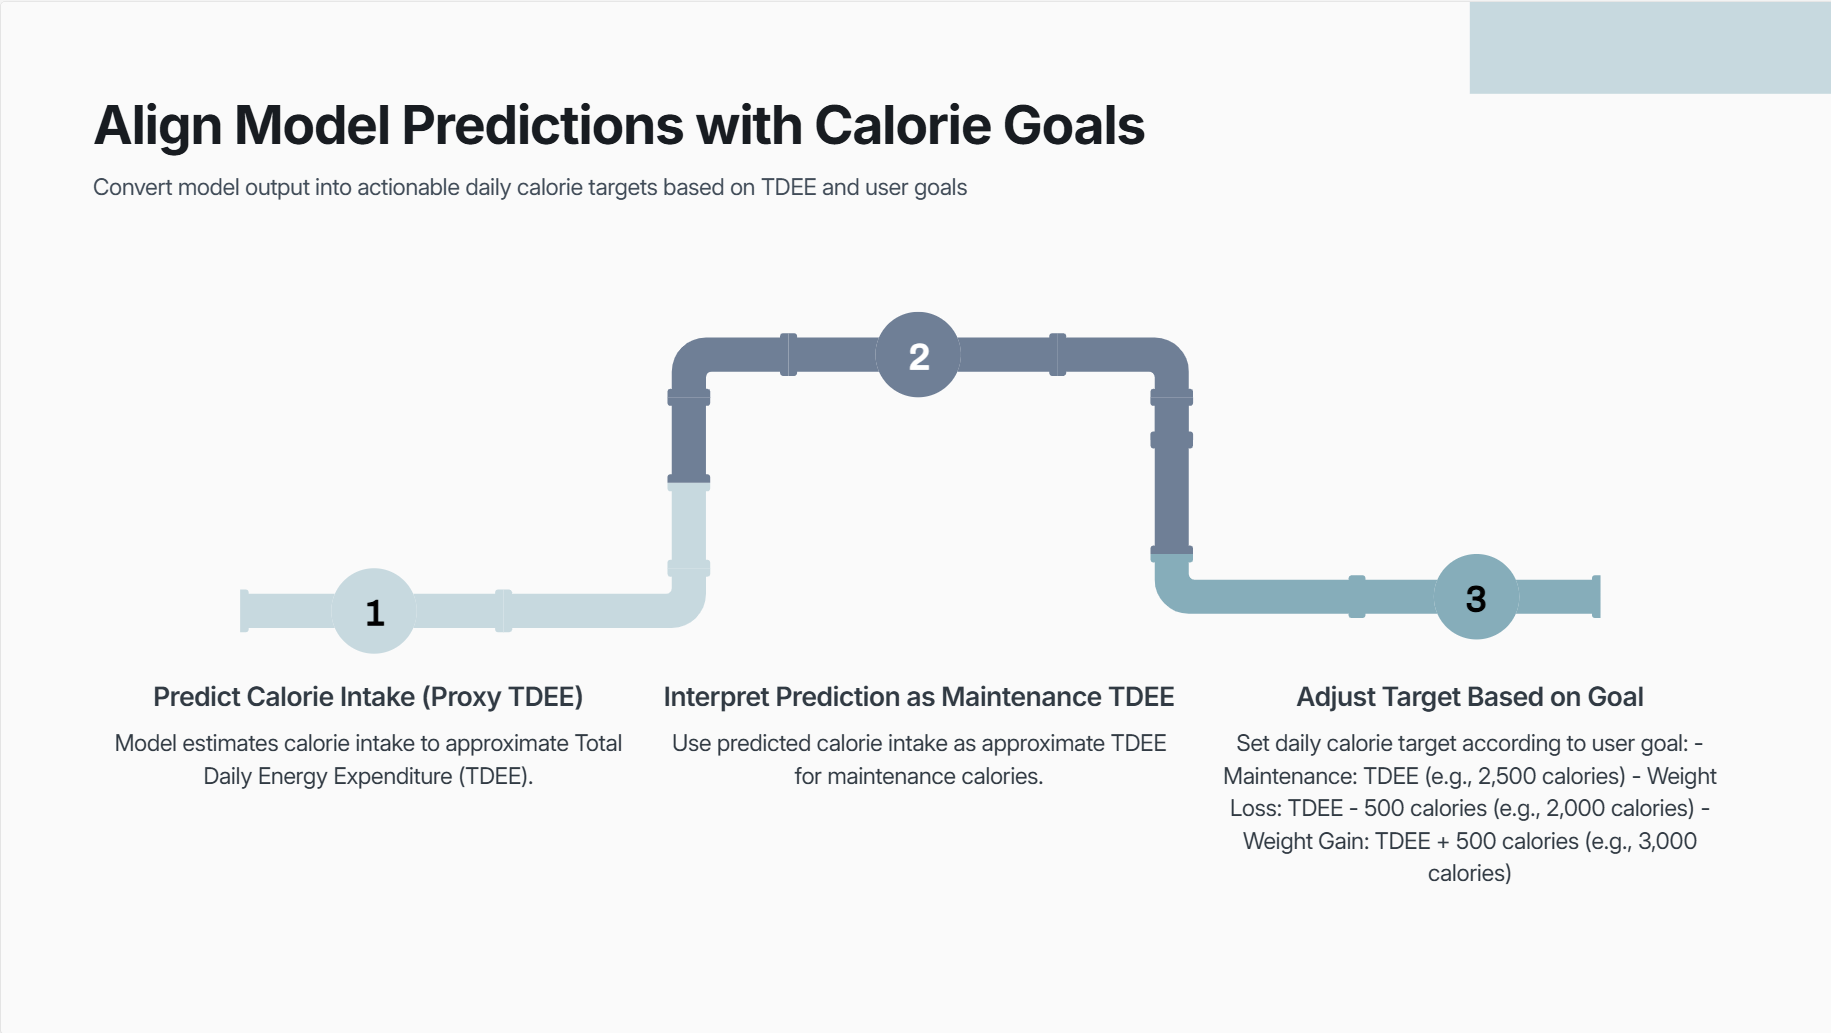 Align Model Predictions with Calorie Goals
Convert model output into actionable daily calorie targets based on TDEE and user goals
1
2
3
Predict Calorie Intake (Proxy TDEE)
Model estimates calorie intake to approximate Total
Daily Energy Expenditure (TDEE).
Interpret Prediction as Maintenance TDEE
Use predicted calorie intake as approximate TDEE
for maintenance calories.
Adjust Target Based on Goal
Set daily calorie target according to user goal: -
Maintenance: TDEE (e.g., 2,500 calories) - Weight
Loss: TDEE - 500 calories (e.g., 2,000 calories) -
Weight Gain: TDEE + 500 calories (e.g., 3,000
calories)